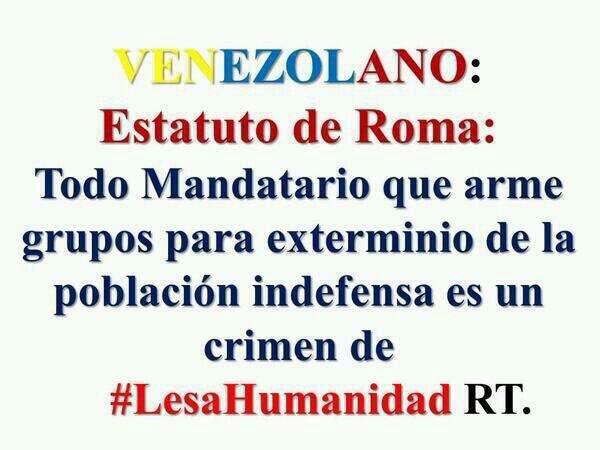 VENEZOLANO:
Estatuto de Roma:
Todo Mandatario que arme
grupos para exterminio de la
población indefensa es un
crimen de
#LesaHumanidad RT.